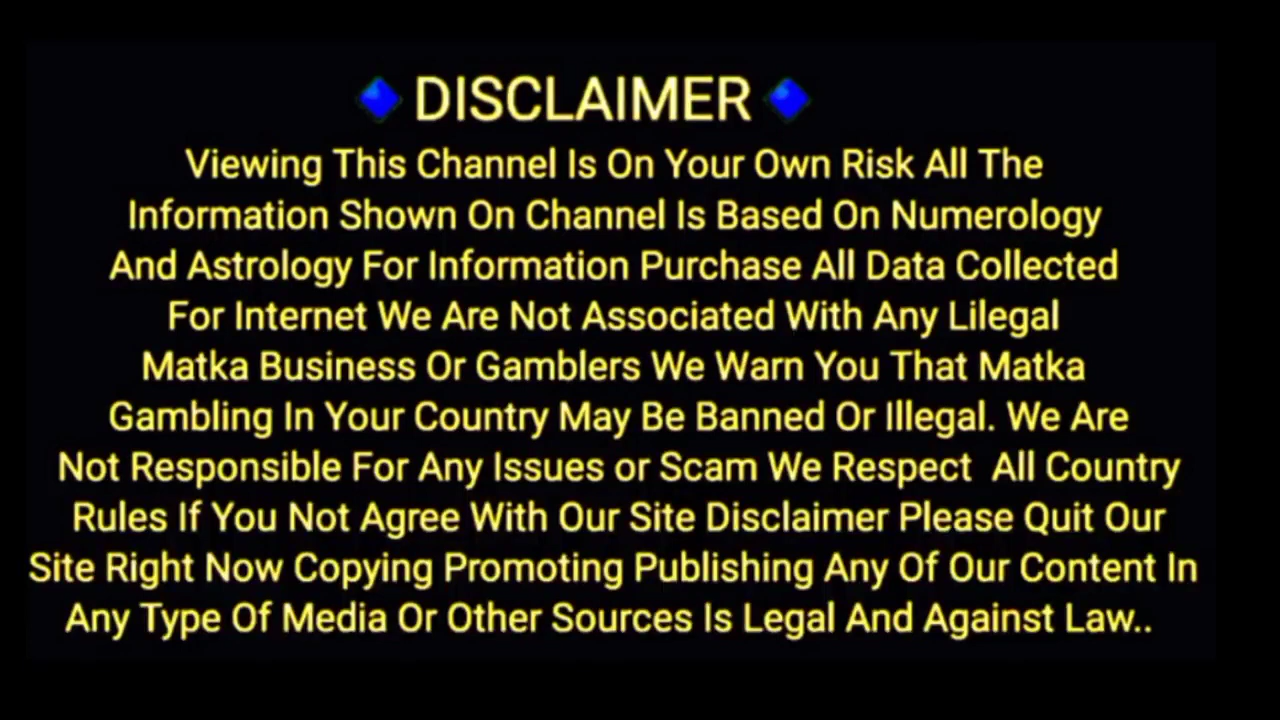 🔹DISCLAIMER🔹
Viewing This Channel Is On Your Own Risk All The
Information Shown On Channel Is Based On Numerology
And Astrology For Information Purchase All Data Collected
For Internet We Are Not Associated With Any Lilegal
Matka Business Or Gamblers We Warn You That Matka
Gambling In Your Country May Be Banned Or Illegal. We Are
Not Responsible For Any Issues or Scam We Respect  All Country
Rules If You Not Agree With Our Site Disclaimer Please Quit Our
Site Right Now Copying Promoting Publishing Any Of Our Content In
Any Type Of Media Or Other Sources Is Legal And Against Law..